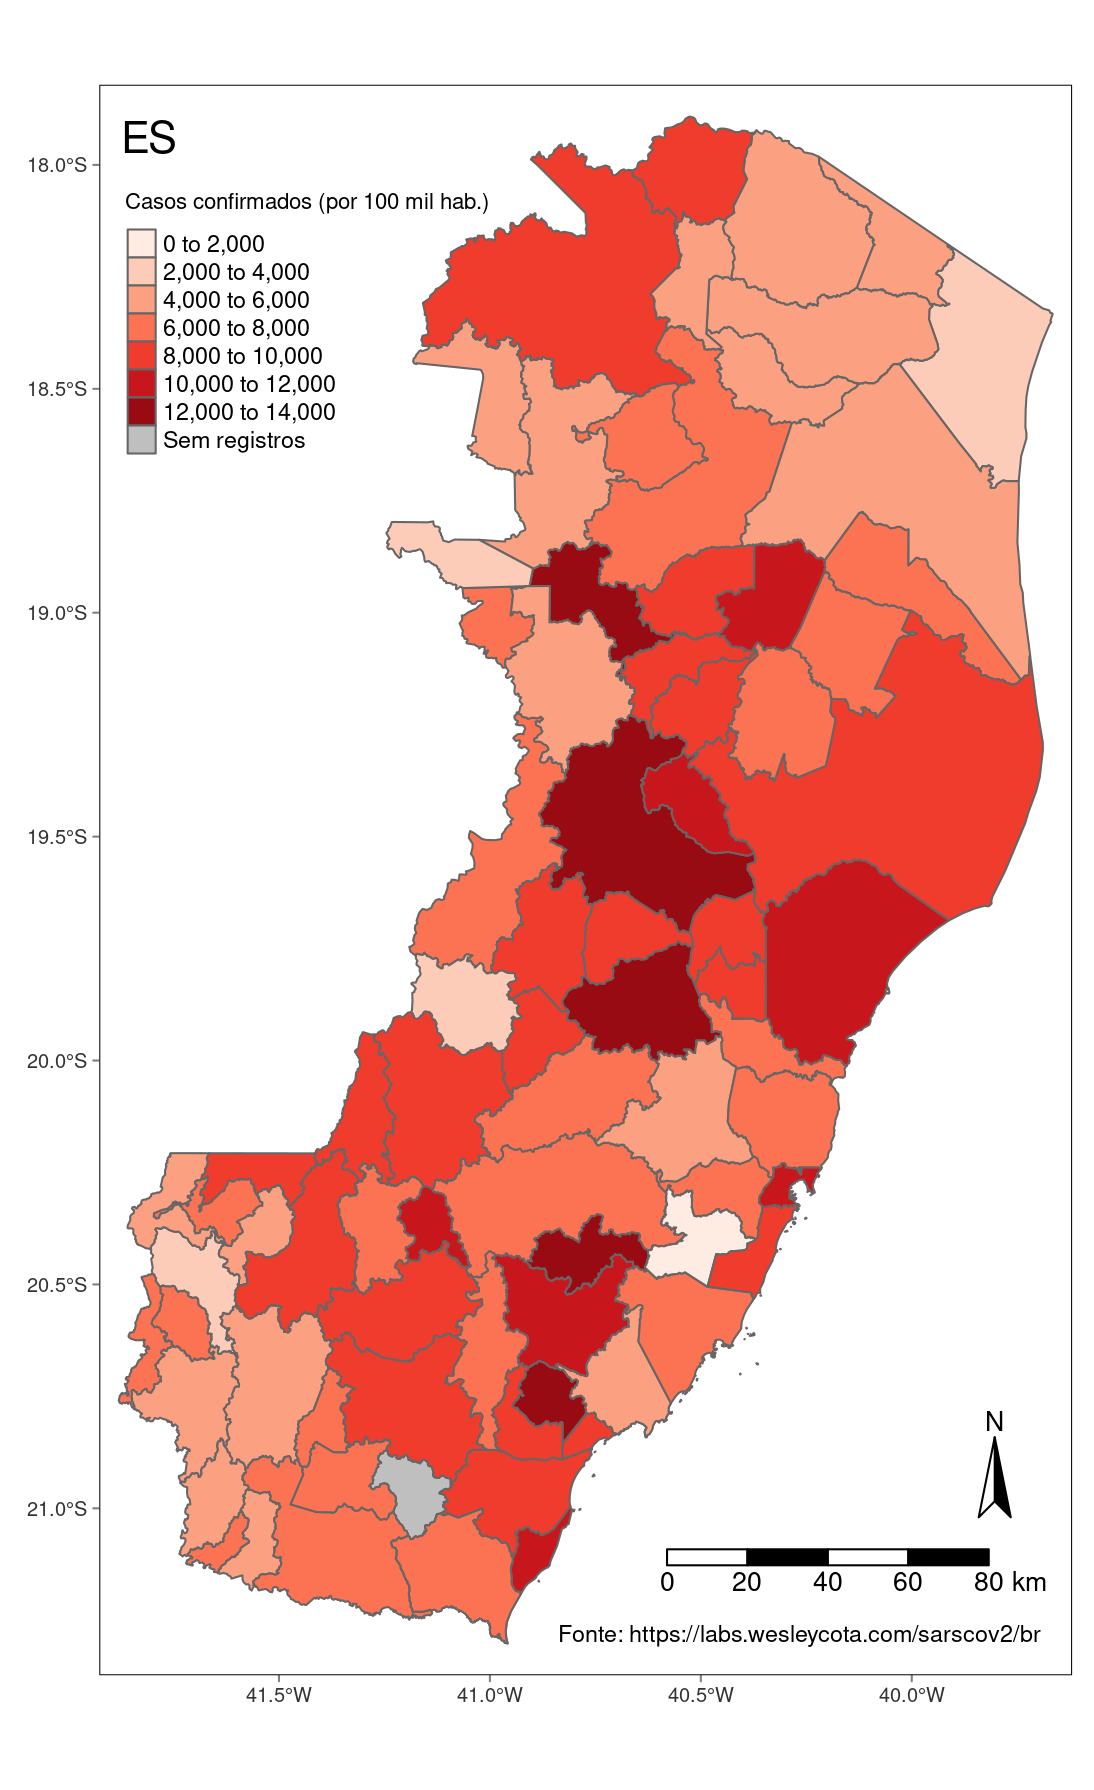 ES
Casos confirmados (por 100 mil hab.)
0 to 2,000
2,000 to 4,000
4,000 to 6,000
6,000 to 8,000
8,000 to 10,000
10,000 to 12,000
12,000 to 14,000
Sem registros
18.0°S
18.5°S
19.0°S
19.5°S
20.0°S
20.5°S
21.0°S
N
0 20 40 60 80 km
Fonte: https://labs.wesleycota.com/sarscov2/br
41.5°W 41.0°W 40.5°W 40.0°W